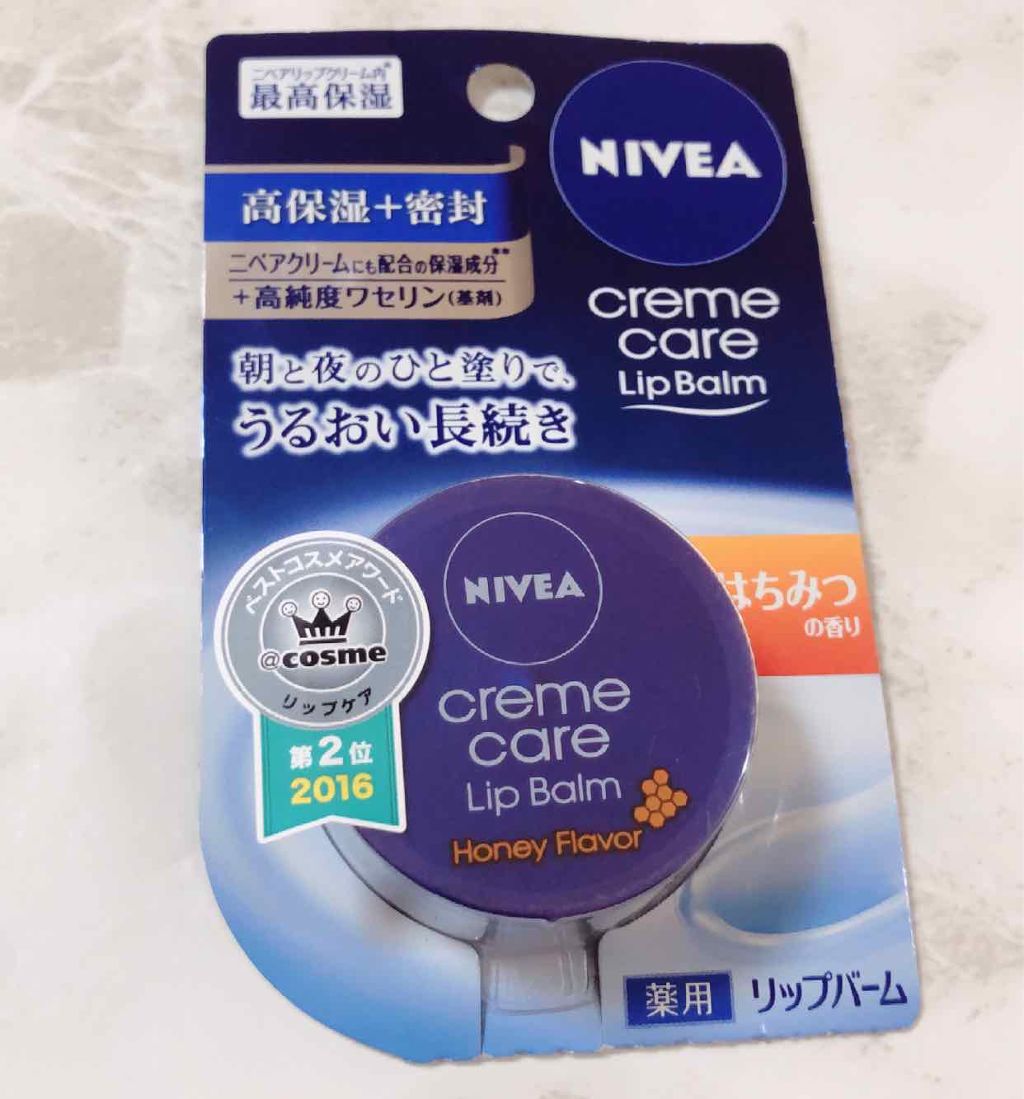 ニベアリップクリーム内*
最高保湿
NIVEA
高保湿+密封
ニベアクリームにも配合の保湿成分**
+高純度ワセリン(基剤)
creme
care
Lip Balm
朝と夜のひと塗りで、
うるおい長続き
ベストコスメアワード
@cosme
リップケア
第2位
2016
NIVEA
creme
care
Lip Balm
Honey Flavor
はちみつ
の香り
薬用 リップバーム